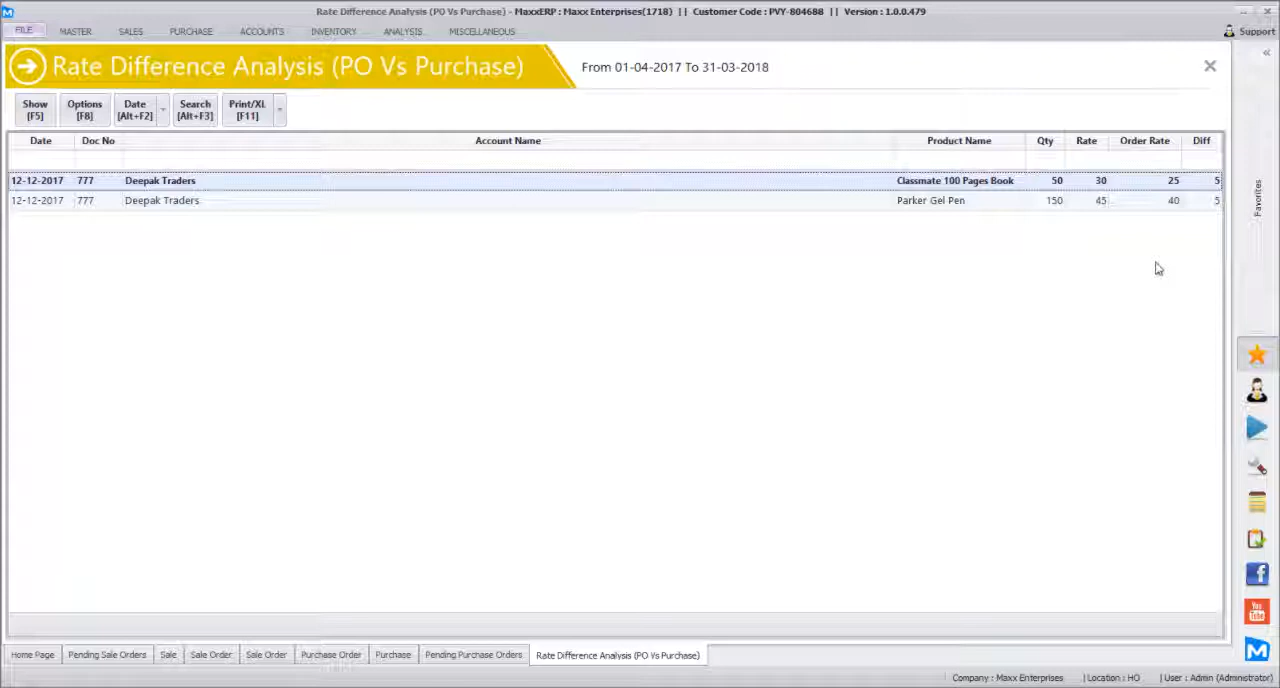 Rate Difference Analysis (PO Vs Purchase) - MaxxERP : Maxx Enterprises(1718) || Customer Code : PVY-804688 || Version : 1.0.0.479
FILE MASTER SALES PURCHASE ACCOUNTS INVENTORY ANALYSIS MISCELLANEOUS Support
Rate Difference Analysis (PO Vs Purchase) From 01-04-2017 To 31-03-2018
Show Options Date Search Print/XL
[F5] [F8] [Alt+F2] [Alt+F3] [F11]
Date Doc No Account Name Product Name Qty Rate Order Rate Diff
12-12-2017 777 Deepak Traders Classmate 100 Pages Book 50 30 25 5
12-12-2017 777 Deepak Traders Parker Gel Pen 150 45 40 5
Favorites
You
Tube
Home Page Pending Sale Orders Sale Sale Order Sale Order Purchase Order Purchase Pending Purchase Orders Rate Difference Analysis (PO Vs Purchase)
Company : Maxx Enterprises | Location : HO | User : Admin (Administrator)